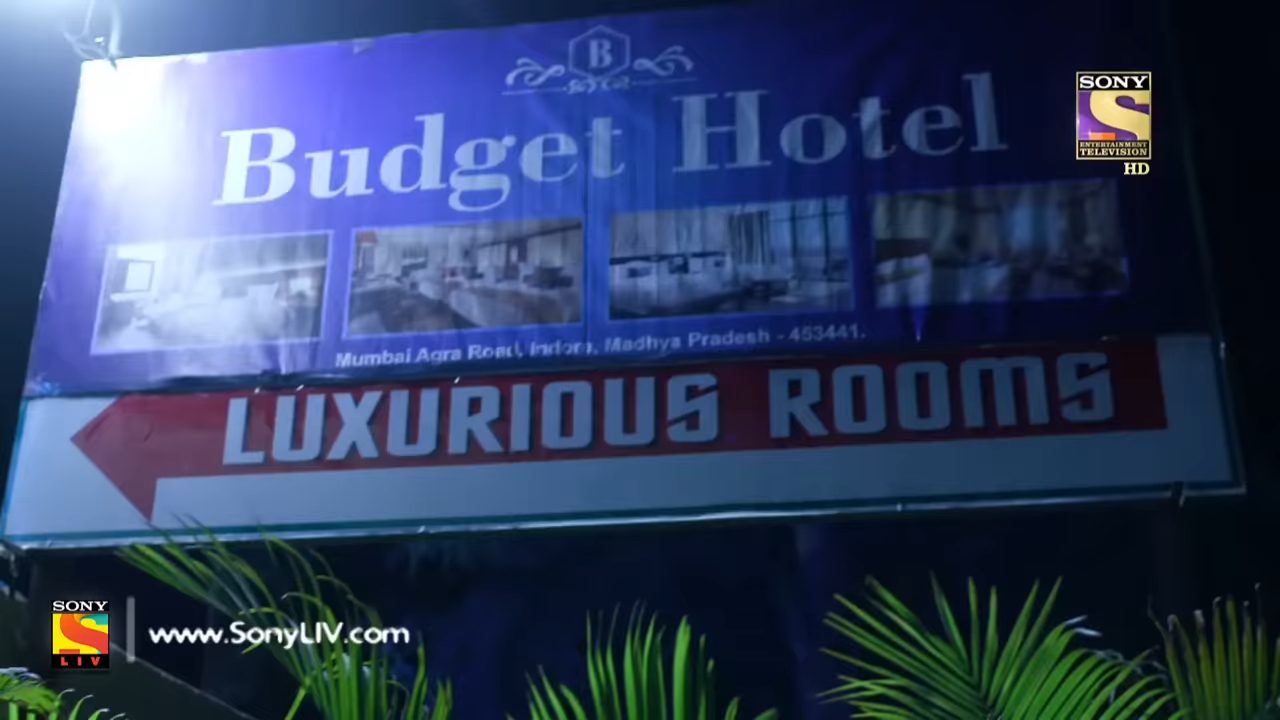 B
Budget Hotel
SONY
ENTERTAINMENT
TELEVISION
HD
Mumbai Agra Road, Indore, Madhya Pradesh - 453441.
LUXURIOUS ROOMS
SONY
LIV
www.SonyLIV.com